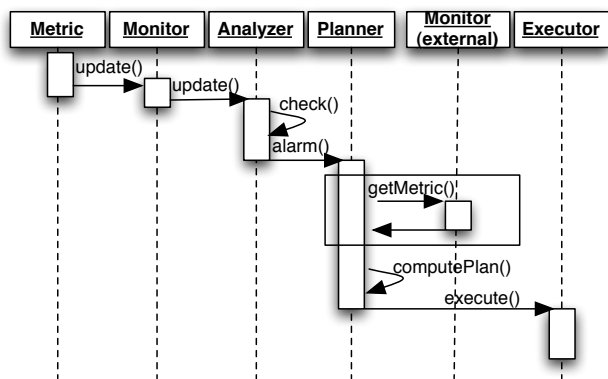 Metric
Monitor
Analyzer
Planner
Monitor
(external)
Executor
update()
update()
check()
alarm()
getMetric()
computePlan()
execute()